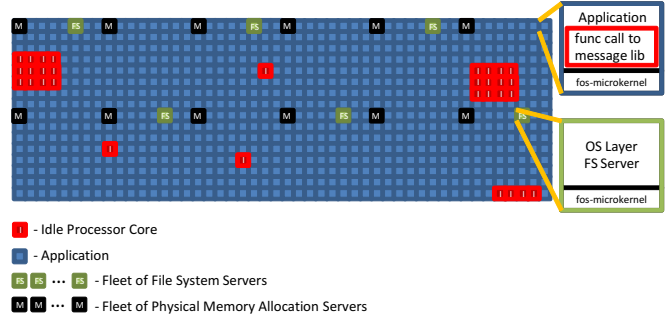 M FS M M FS M M FS M
Application
func call to
message lib
fos-microkernel
I I I I
I I I I
I I I I
I
I I I I
I I I I
I I I I
M M FS M M FS M M FS
OS Layer
FS Server
fos-microkernel
I
I
I I I I
I - Idle Processor Core
- Application
FS FS ... FS - Fleet of File System Servers
M M ... M - Fleet of Physical Memory Allocation Servers